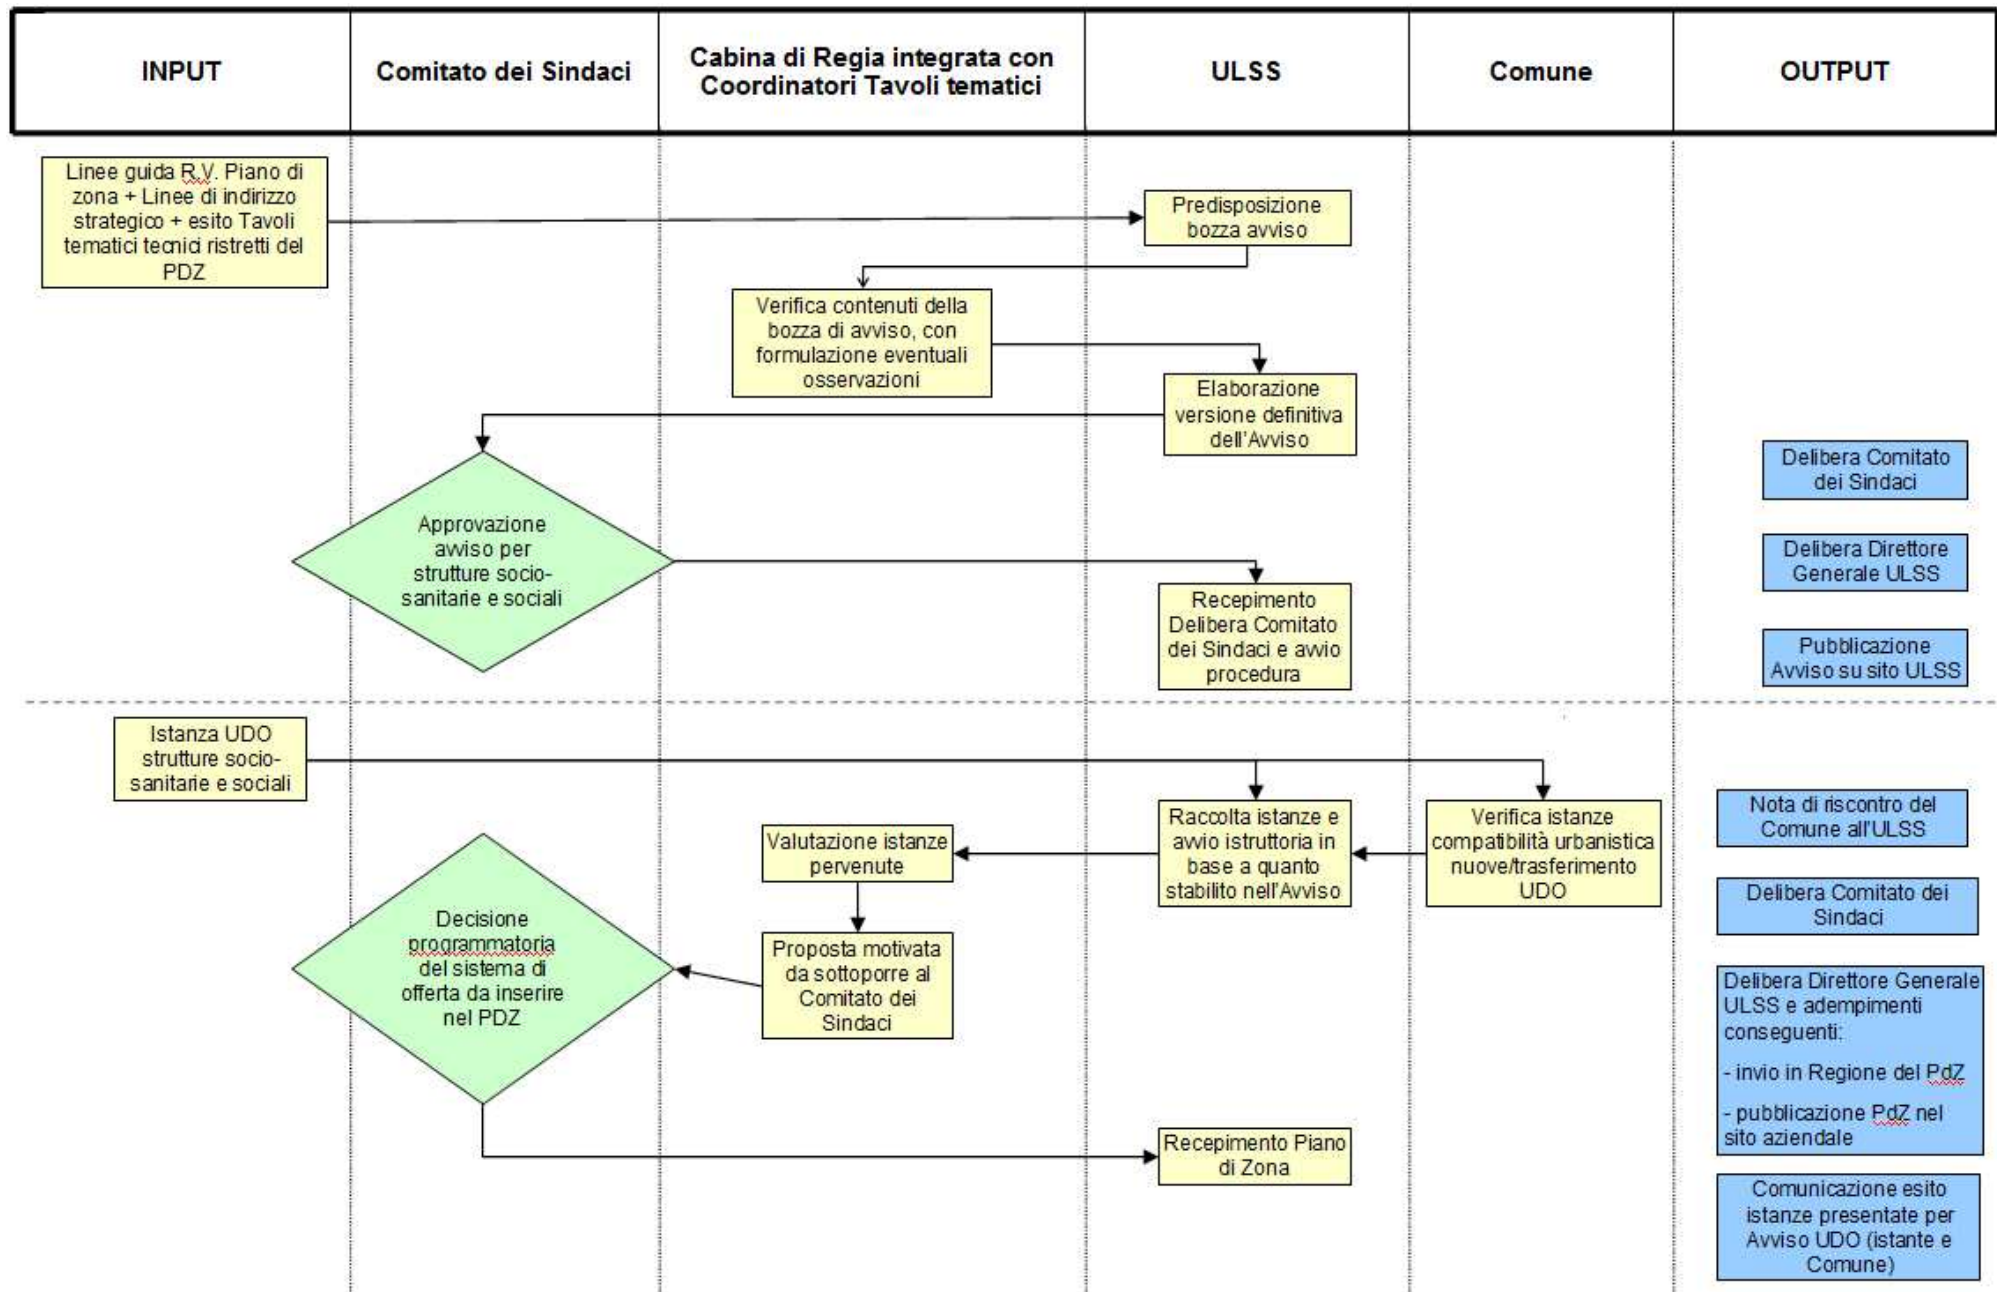 INPUT
Comitato dei Sindaci
Cabina di Regia integrata con
Coordinatori Tavoli tematici
ULSS
Comune
OUTPUT
Linee guida R.V. Piano di
zona + Linee di indirizzo
strategico + esito Tavoli
tematici tecnici ristretti del
PDZ
Predisposizione
bozza avviso
Verifica contenuti della
bozza di avviso, con
formulazione eventuali
osservazioni
Elaborazione
versione definitiva
dell'Avviso
Approvazione
avviso per
strutture socio-
sanitarie e sociali
Recepimento
Delibera Comitato
dei Sindaci e avvio
procedura
Delibera Comitato
dei Sindaci
Delibera Direttore
Generale ULSS
Pubblicazione
Avviso su sito ULSS
Istanza UDO
strutture socio-
sanitarie e sociali
Raccolta istanze e
avvio istruttoria in
base a quanto
stabilito nell'Avviso
Verifica istanze
compatibilità urbanistica
nuove/trasferimento
UDO
Valutazione istanze
pervenute
Proposta motivata
da sottoporre al
Comitato dei
Sindaci
Decisione
programmatoria
del sistema di
offerta da inserire
nel PDZ
Recepimento Piano
di Zona
Nota di riscontro del
Comune all'ULSS
Delibera Comitato dei
Sindaci
Delibera Direttore Generale
ULSS e adempimenti
conseguenti:
- invio in Regione del PdZ
- pubblicazione PdZ nel
sito aziendale
Comunicazione esito
istanze presentate per
Avviso UDO (istante e
Comune)